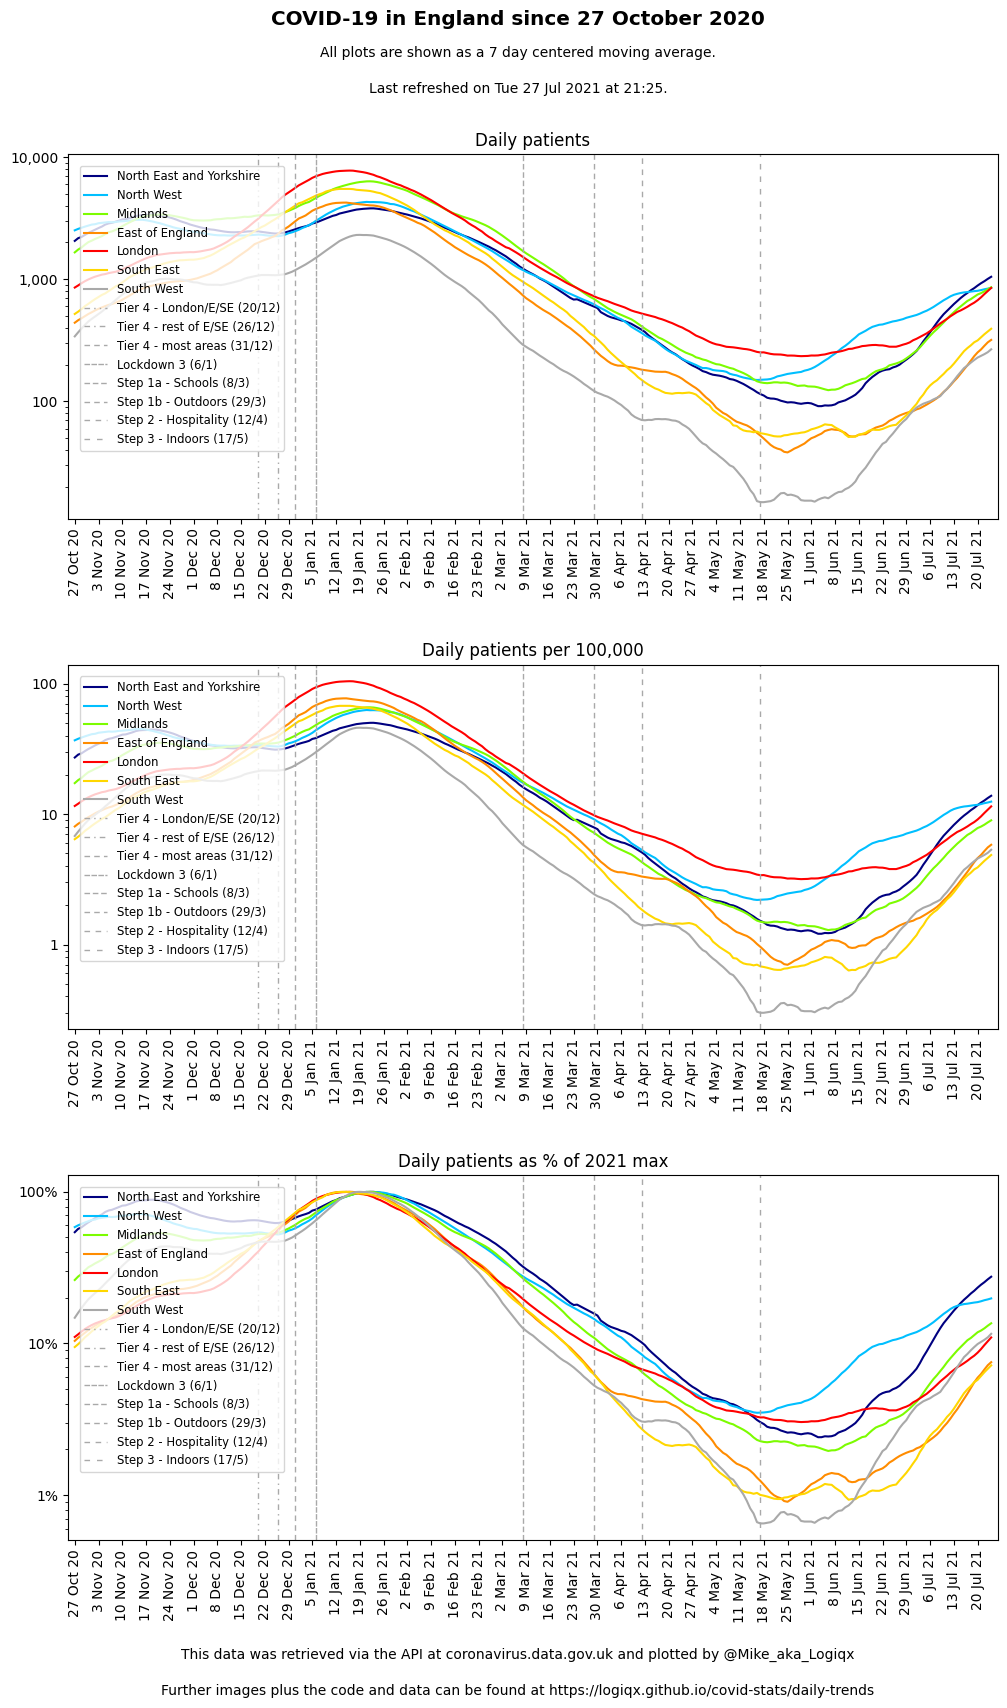 COVID-19 in England since 27 October 2020
All plots are shown as a 7 day centered moving average.
Last refreshed on Tue 27 Jul 2021 at 21:25.
Daily patients
10,000
1,000
100
North East and Yorkshire
North West
Midlands
East of England
London
South East
South West
Tier 4 - London/E/SE (20/12)
Tier 4 - rest of E/SE (26/12)
Tier 4 - most areas (31/12)
Lockdown 3 (6/1)
Step 1a - Schools (8/3)
Step 1b - Outdoors (29/3)
Step 2 - Hospitality (12/4)
Step 3 - Indoors (17/5)
27 Oct 20
3 Nov 20
10 Nov 20
17 Nov 20
24 Nov 20
1 Dec 20
8 Dec 20
15 Dec 20
22 Dec 20
29 Dec 20
5 Jan 21
12 Jan 21
19 Jan 21
26 Jan 21
2 Feb 21
9 Feb 21
16 Feb 21
23 Feb 21
2 Mar 21
9 Mar 21
16 Mar 21
23 Mar 21
30 Mar 21
6 Apr 21
13 Apr 21
20 Apr 21
27 Apr 21
4 May 21
11 May 21
18 May 21
25 May 21
1 Jun 21
8 Jun 21
15 Jun 21
22 Jun 21
29 Jun 21
6 Jul 21
13 Jul 21
20 Jul 21
Daily patients per 100,000
100
10
1
North East and Yorkshire
North West
Midlands
East of England
London
South East
South West
Tier 4 - London/E/SE (20/12)
Tier 4 - rest of E/SE (26/12)
Tier 4 - most areas (31/12)
Lockdown 3 (6/1)
Step 1a - Schools (8/3)
Step 1b - Outdoors (29/3)
Step 2 - Hospitality (12/4)
Step 3 - Indoors (17/5)
27 Oct 20
3 Nov 20
10 Nov 20
17 Nov 20
24 Nov 20
1 Dec 20
8 Dec 20
15 Dec 20
22 Dec 20
29 Dec 20
5 Jan 21
12 Jan 21
19 Jan 21
26 Jan 21
2 Feb 21
9 Feb 21
16 Feb 21
23 Feb 21
2 Mar 21
9 Mar 21
16 Mar 21
23 Mar 21
30 Mar 21
6 Apr 21
13 Apr 21
20 Apr 21
27 Apr 21
4 May 21
11 May 21
18 May 21
25 May 21
1 Jun 21
8 Jun 21
15 Jun 21
22 Jun 21
29 Jun 21
6 Jul 21
13 Jul 21
20 Jul 21
Daily patients as % of 2021 max
100%
10%
1%
North East and Yorkshire
North West
Midlands
East of England
London
South East
South West
Tier 4 - London/E/SE (20/12)
Tier 4 - rest of E/SE (26/12)
Tier 4 - most areas (31/12)
Lockdown 3 (6/1)
Step 1a - Schools (8/3)
Step 1b - Outdoors (29/3)
Step 2 - Hospitality (12/4)
Step 3 - Indoors (17/5)
27 Oct 20
3 Nov 20
10 Nov 20
17 Nov 20
24 Nov 20
1 Dec 20
8 Dec 20
15 Dec 20
22 Dec 20
29 Dec 20
5 Jan 21
12 Jan 21
19 Jan 21
26 Jan 21
2 Feb 21
9 Feb 21
16 Feb 21
23 Feb 21
2 Mar 21
9 Mar 21
16 Mar 21
23 Mar 21
30 Mar 21
6 Apr 21
13 Apr 21
20 Apr 21
27 Apr 21
4 May 21
11 May 21
18 May 21
25 May 21
1 Jun 21
8 Jun 21
15 Jun 21
22 Jun 21
29 Jun 21
6 Jul 21
13 Jul 21
20 Jul 21
This data was retrieved via the API at coronavirus.data.gov.uk and plotted by @Mike_aka_Logiqx
Further images plus the code and data can be found at https://logiqx.github.io/covid-stats/daily-trends